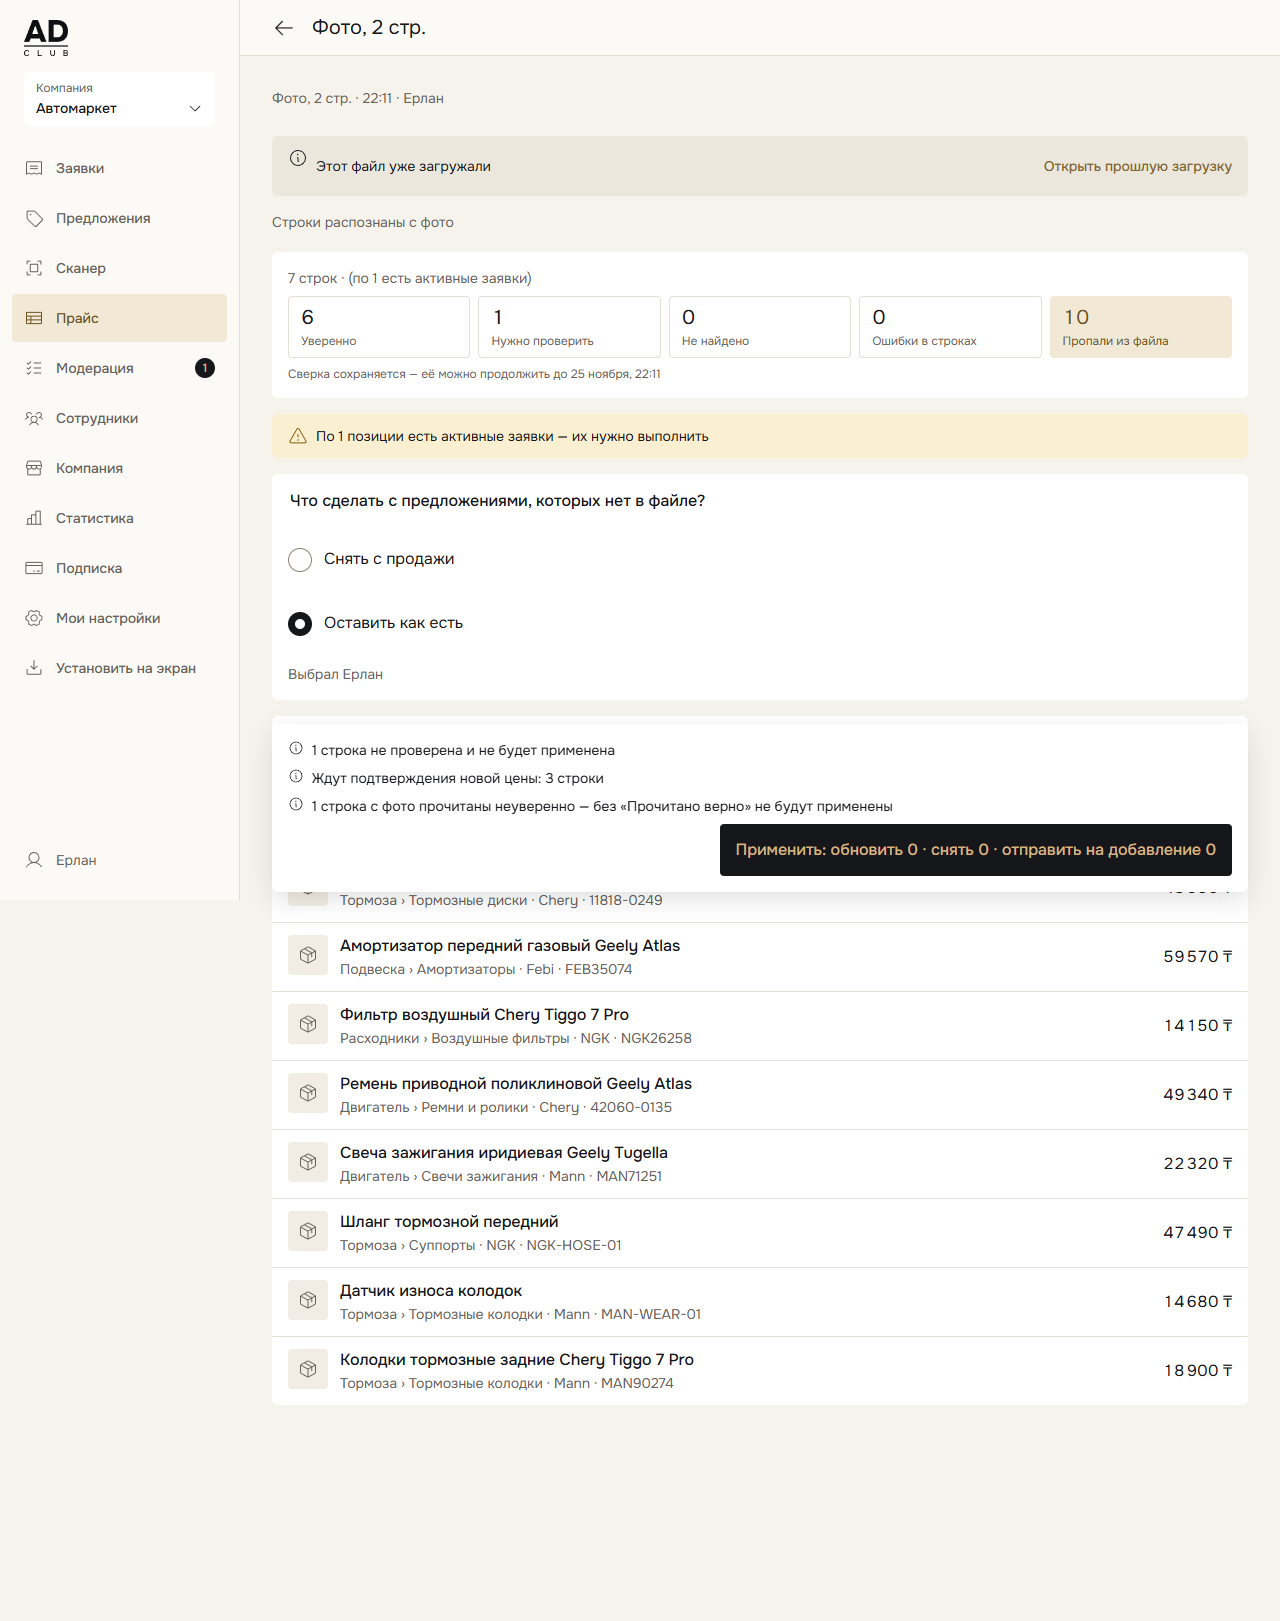 AD
CLUB
Компания
Автомаркет
Заявки
Предложения
Сканер
Прайс
Модерация
1
Сотрудники
Компания
Статистика
Подписка
Мои настройки
Установить на экран
Ерлан
Фото, 2 стр.
Фото, 2 стр. · 22:11 · Ерлан
Этот файл уже загружали
Открыть прошлую загрузку
Строки распознаны с фото
7 строк · (по 1 есть активные заявки)
6
Уверенно
1
Нужно проверить
0
Не найдено
0
Ошибки в строках
10
Пропали из файла
Сверка сохраняется — её можно продолжить до 25 ноября, 22:11
По 1 позиции есть активные заявки — их нужно выполнить
Что сделать с предложениями, которых нет в файле?
Снять с продажи
Оставить как есть
Выбрал Ерлан
1 строка не проверена и не будет применена
Ждут подтверждения новой цены: 3 строки
1 строка с фото прочитаны неуверенно — без «Прочитано верно» не будут применены
Применить: обновить 0 · снять 0 · отправить на добавление 0
Тормоза › Тормозные диски · Chery · 11818-0249
Амортизатор передний газовый Geely Atlas
59 570 ₸
Подвеска › Амортизаторы · Febi · FEB35074
Фильтр воздушный Chery Tiggo 7 Pro
14 150 ₸
Расходники › Воздушные фильтры · NGK · NGK26258
Ремень приводной поликлиновой Geely Atlas
49 340 ₸
Двигатель › Ремни и ролики · Chery · 42060-0135
Свеча зажигания иридиевая Geely Tugella
22 320 ₸
Двигатель › Свечи зажигания · Mann · MAN71251
Шланг тормозной передний
47 490 ₸
Тормоза › Суппорты · NGK · NGK-HOSE-01
Датчик износа колодок
14 680 ₸
Тормоза › Тормозные колодки · Mann · MAN-WEAR-01
Колодки тормозные задние Chery Tiggo 7 Pro
18 900 ₸
Тормоза › Тормозные колодки · Mann · MAN90274